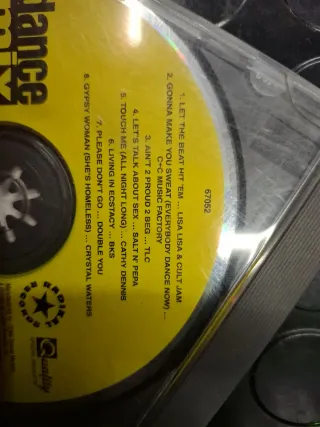 dance
mix
67052
1. LET THE BEAT HIT 'EM ... LISA LISA & CULT JAM
2. GONNA MAKE YOU SWEAT (EVERYBODY DANCE NOW) ...
C+C MUSIC FACTORY
3. AIN'T 2 PROUD 2 BEG ... TLC
4. LET'S TALK ABOUT SEX ... SALT N' PEPA
5. TOUCH ME (ALL NIGHT LONG) ... CATHY DENNIS
6. LIVING IN ECSTACY ... BKS
7. PLEASE DON'T GO ... DOUBLE YOU
8. GYPSY WOMAN (SHE'S HOMELESS) ... CRYSTAL WATERS
RECORDS
Quality